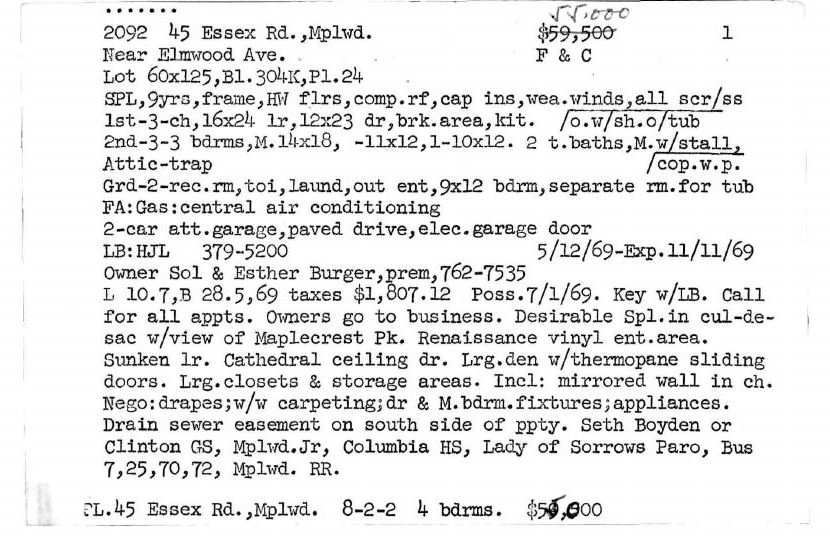 55,000
2092 45 Essex Rd.,Mplwd. $59,500 1
Near Elmwood Ave. F & C
Lot 60x125,Bl.304K,Pl.24
SPL,9yrs,frame,HW flrs,comp.rf,cap ins,wea.winds,all scr/ss
1st-3-ch,16x24 lr,12x23 dr,brk.area,kit. /o.w/sh.o/tub
2nd-3-3 bdrms,M.14x18, -11x12,1-10x12. 2 t.baths,M.w/stall,
Attic-trap /cop.w.p.
Grd-2-rec.rm,toi,laund,out ent,9x12 bdrm,separate rm.for tub
FA:Gas:central air conditioning
2-car att.garage,paved drive,elec.garage door
LB:HJL 379-5200 5/12/69-Exp.11/11/69
Owner Sol & Esther Burger,prem,762-7535
L 10.7,B 28.5,69 taxes $1,807.12 Poss.7/1/69. Key w/LB. Call
for all appts. Owners go to business. Desirable Spl.in cul-de-
sac w/view of Maplecrest Pk. Renaissance vinyl ent.area.
Sunken lr. Cathedral ceiling dr. Lrg.den w/thermopane sliding
doors. Lrg.closets & storage areas. Incl: mirrored wall in ch.
Nego:drapes;w/w carpeting;dr & M.bdrm.fixtures;appliances.
Drain sewer easement on south side of ppty. Seth Boyden or
Clinton GS, Mplwd.Jr, Columbia HS, Lady of Sorrows Paro, Bus
7,25,70,72, Mplwd. RR.
PL.45 Essex Rd.,Mplwd. 8-2-2 4 bdrms.